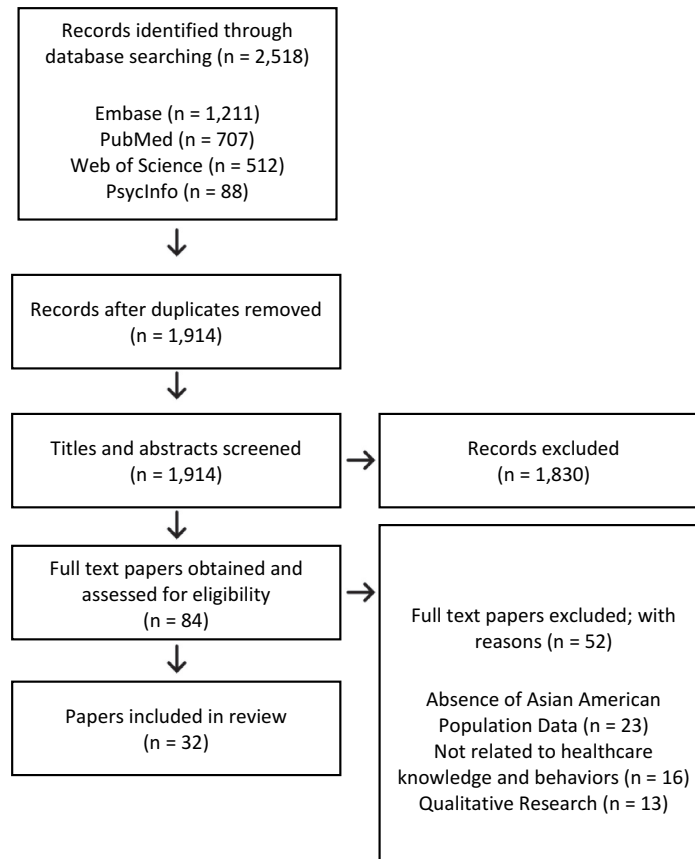 Records identified through
database searching (n = 2,518)
Embase (n = 1,211)
PubMed (n = 707)
Web of Science (n = 512)
PsycInfo (n = 88)
Records after duplicates removed
(n = 1,914)
Titles and abstracts screened
(n = 1,914)
Records excluded
(n = 1,830)
Full text papers obtained and
assessed for eligibility
(n = 84)
Full text papers excluded; with
reasons (n = 52)
Absence of Asian American
Population Data (n = 23)
Not related to healthcare
knowledge and behaviors (n = 16)
Qualitative Research (n = 13)
Papers included in review
(n = 32)